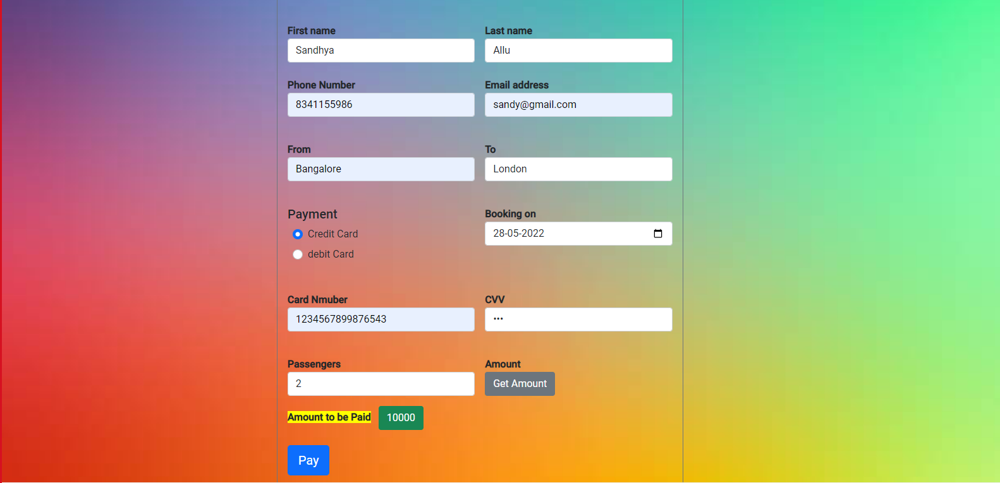 First name Last name
Sandhya Allu
Phone Number Email address
8341155986 sandy@gmail.com
From To
Bangalore London
Payment Booking on
Credit Card 28-05-2022
debit Card
Card Nmuber CVV
1234567899876543 •••
Passengers Amount
2 Get Amount
Amount to be Paid 10000
Pay